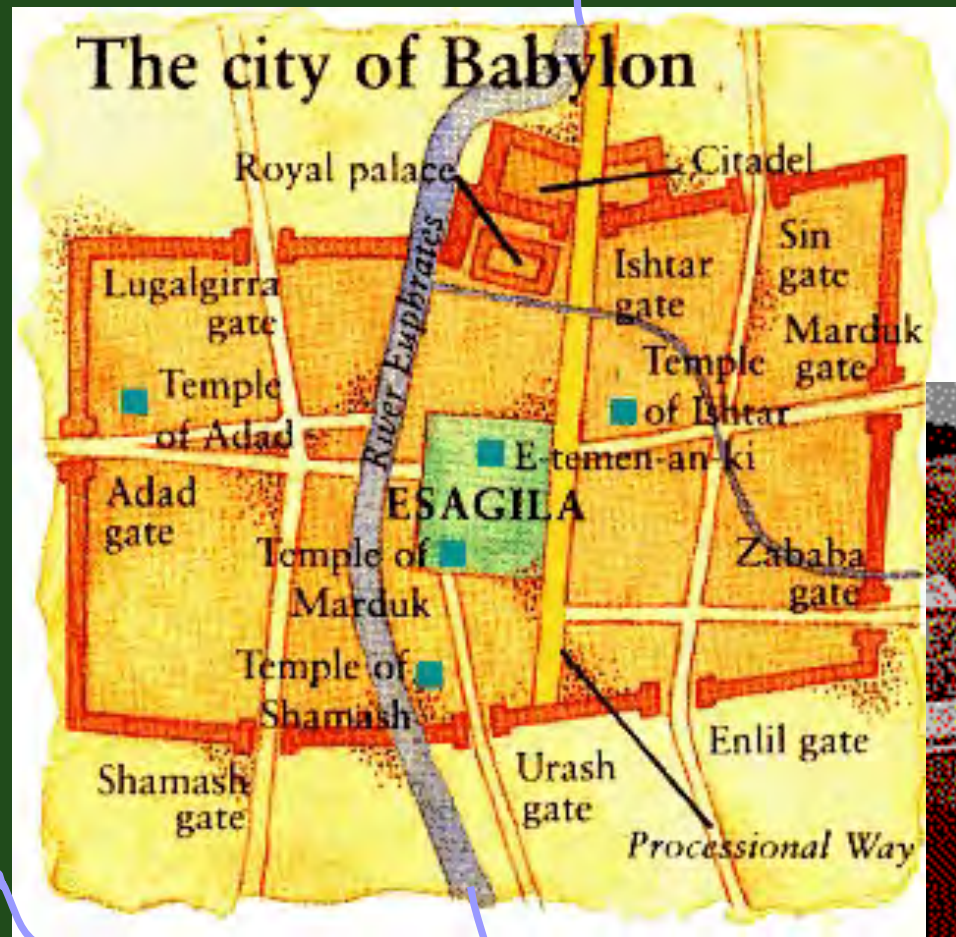 The city of Babylon
Royal palace
Citadel
River Euphrates
Lugalgirra
gate
Ishtar
gate
Sin
gate
Marduk
gate
Temple
of Adad
Temple
of Ishtar
E-temen-an-ki
ESAGILA
Adad
gate
Temple of
Marduk
Zababa
gate
Temple of
Shamash
Shamash
gate
Urash
gate
Enlil gate
Processional Way